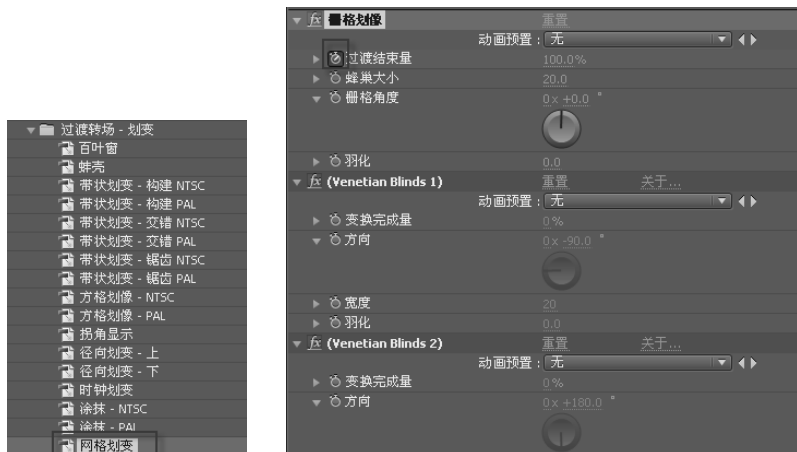 过渡转场 - 划变
百叶窗
蚌壳
带状划变 - 构建 NTSC
带状划变 - 构建 PAL
带状划变 - 交错 NTSC
带状划变 - 交错 PAL
带状划变 - 锯齿 NTSC
带状划变 - 锯齿 PAL
方格划像 - NTSC
方格划像 - PAL
拐角显示
径向划变 - 上
径向划变 - 下
时钟划变
涂抹 - NTSC
涂抹 - PAL
网格划变
fx 栅格划像 重置
动画预置: 无
过渡结束量 100.0%
蜂巢大小 20.0
栅格角度 0x +0.0 °
羽化 0.0
fx (Venetian Blinds 1) 重置 关于...
动画预置: 无
变换完成量 0%
方向 0x -90.0 °
宽度 20
羽化 0.0
fx (Venetian Blinds 2) 重置 关于...
动画预置: 无
变换完成量 0%
方向 0x +180.0 °